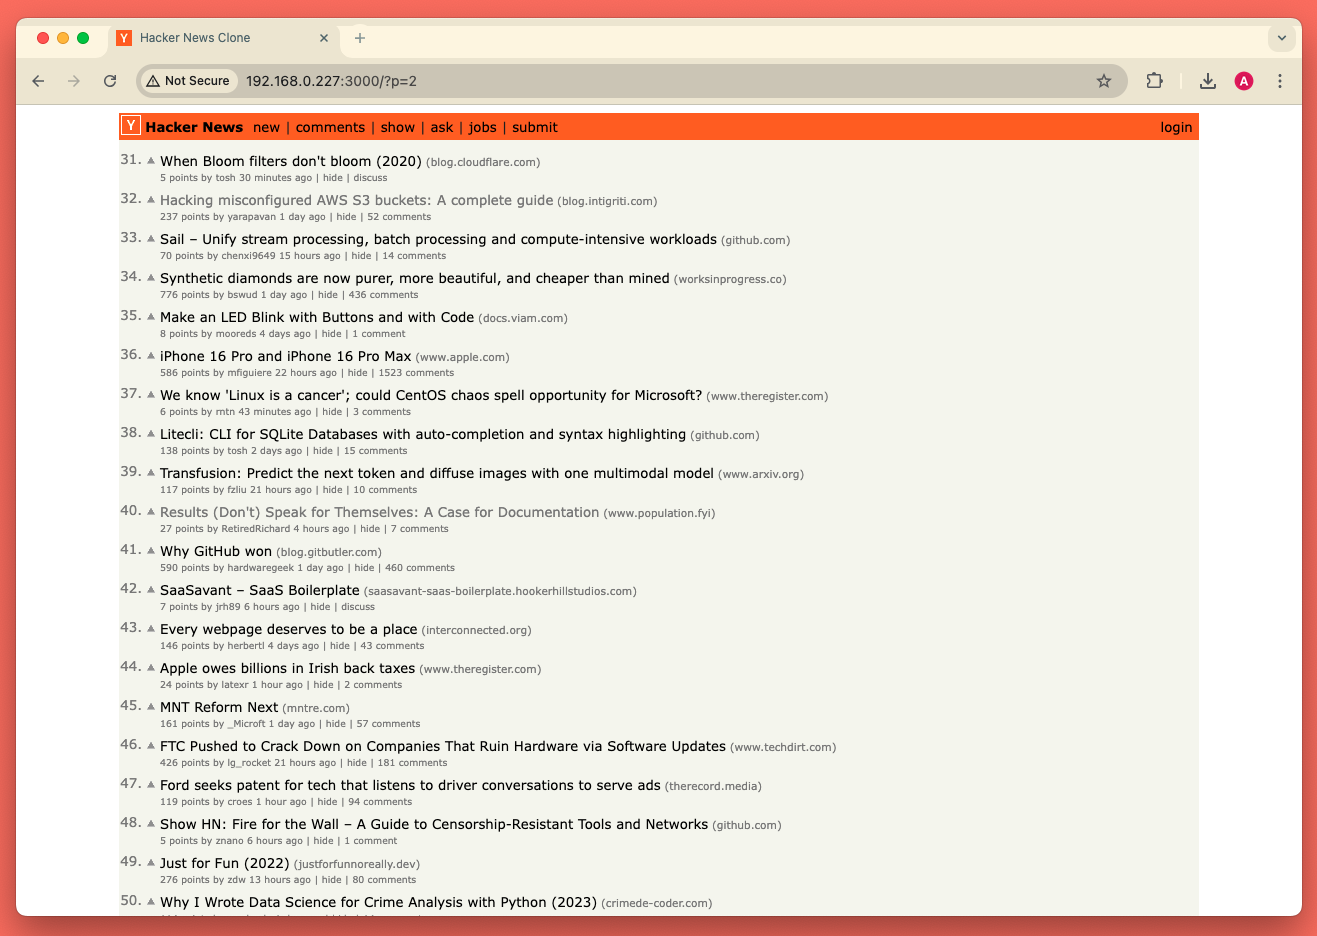 Y Hacker News Clone
Not Secure 192.168.0.227:3000/?p=2 A
Y Hacker News new | comments | show | ask | jobs | submit login
31. When Bloom filters don't bloom (2020) (blog.cloudflare.com)
5 points by tosh 30 minutes ago | hide | discuss
32. Hacking misconfigured AWS S3 buckets: A complete guide (blog.intigriti.com)
237 points by yarapavan 1 day ago | hide | 52 comments
33. Sail – Unify stream processing, batch processing and compute-intensive workloads (github.com)
70 points by chenxi9649 15 hours ago | hide | 14 comments
34. Synthetic diamonds are now purer, more beautiful, and cheaper than mined (worksinprogress.co)
776 points by bswud 1 day ago | hide | 436 comments
35. Make an LED Blink with Buttons and with Code (docs.viam.com)
8 points by mooreds 4 days ago | hide | 1 comment
36. iPhone 16 Pro and iPhone 16 Pro Max (www.apple.com)
586 points by mfiguiere 22 hours ago | hide | 1523 comments
37. We know 'Linux is a cancer'; could CentOS chaos spell opportunity for Microsoft? (www.theregister.com)
6 points by rntn 43 minutes ago | hide | 3 comments
38. Litecli: CLI for SQLite Databases with auto-completion and syntax highlighting (github.com)
138 points by tosh 2 days ago | hide | 15 comments
39. Transfusion: Predict the next token and diffuse images with one multimodal model (www.arxiv.org)
117 points by fzliu 21 hours ago | hide | 10 comments
40. Results (Don't) Speak for Themselves: A Case for Documentation (www.population.fyi)
27 points by RetiredRichard 4 hours ago | hide | 7 comments
41. Why GitHub won (blog.gitbutler.com)
590 points by hardwaregeek 1 day ago | hide | 460 comments
42. SaaSavant – SaaS Boilerplate (saasavant-saas-boilerplate.hookerhillstudios.com)
7 points by jrh89 6 hours ago | hide | discuss
43. Every webpage deserves to be a place (interconnected.org)
146 points by herbertl 4 days ago | hide | 43 comments
44. Apple owes billions in Irish back taxes (www.theregister.com)
24 points by latexr 1 hour ago | hide | 2 comments
45. MNT Reform Next (mntre.com)
161 points by _Microft 1 day ago | hide | 57 comments
46. FTC Pushed to Crack Down on Companies That Ruin Hardware via Software Updates (www.techdirt.com)
426 points by lg_rocket 21 hours ago | hide | 181 comments
47. Ford seeks patent for tech that listens to driver conversations to serve ads (therecord.media)
119 points by croes 1 hour ago | hide | 94 comments
48. Show HN: Fire for the Wall – A Guide to Censorship-Resistant Tools and Networks (github.com)
5 points by znano 6 hours ago | hide | 1 comment
49. Just for Fun (2022) (justforfunnoreally.dev)
276 points by zdw 13 hours ago | hide | 80 comments
50. Why I Wrote Data Science for Crime Analysis with Python (2023) (crimede-coder.com)